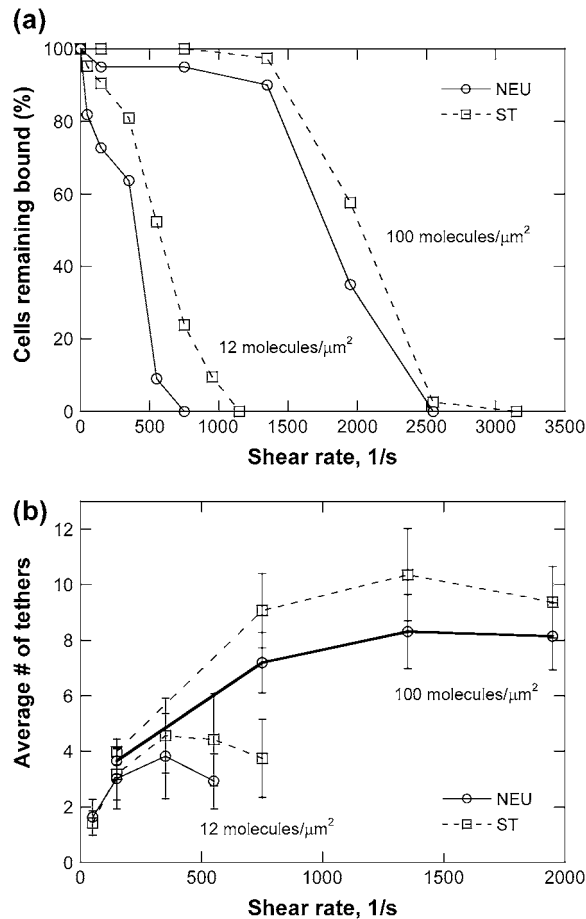 (a)
100
80
60
40
20
0
Cells remaining bound (%)
NEU
ST
100 molecules/μm²
12 molecules/μm²
0 500 1000 1500 2000 2500 3000 3500
Shear rate, 1/s
(b)
12
10
8
6
4
2
0
Average # of tethers
100 molecules/μm²
12 molecules/μm²
NEU
ST
0 500 1000 1500 2000
Shear rate, 1/s